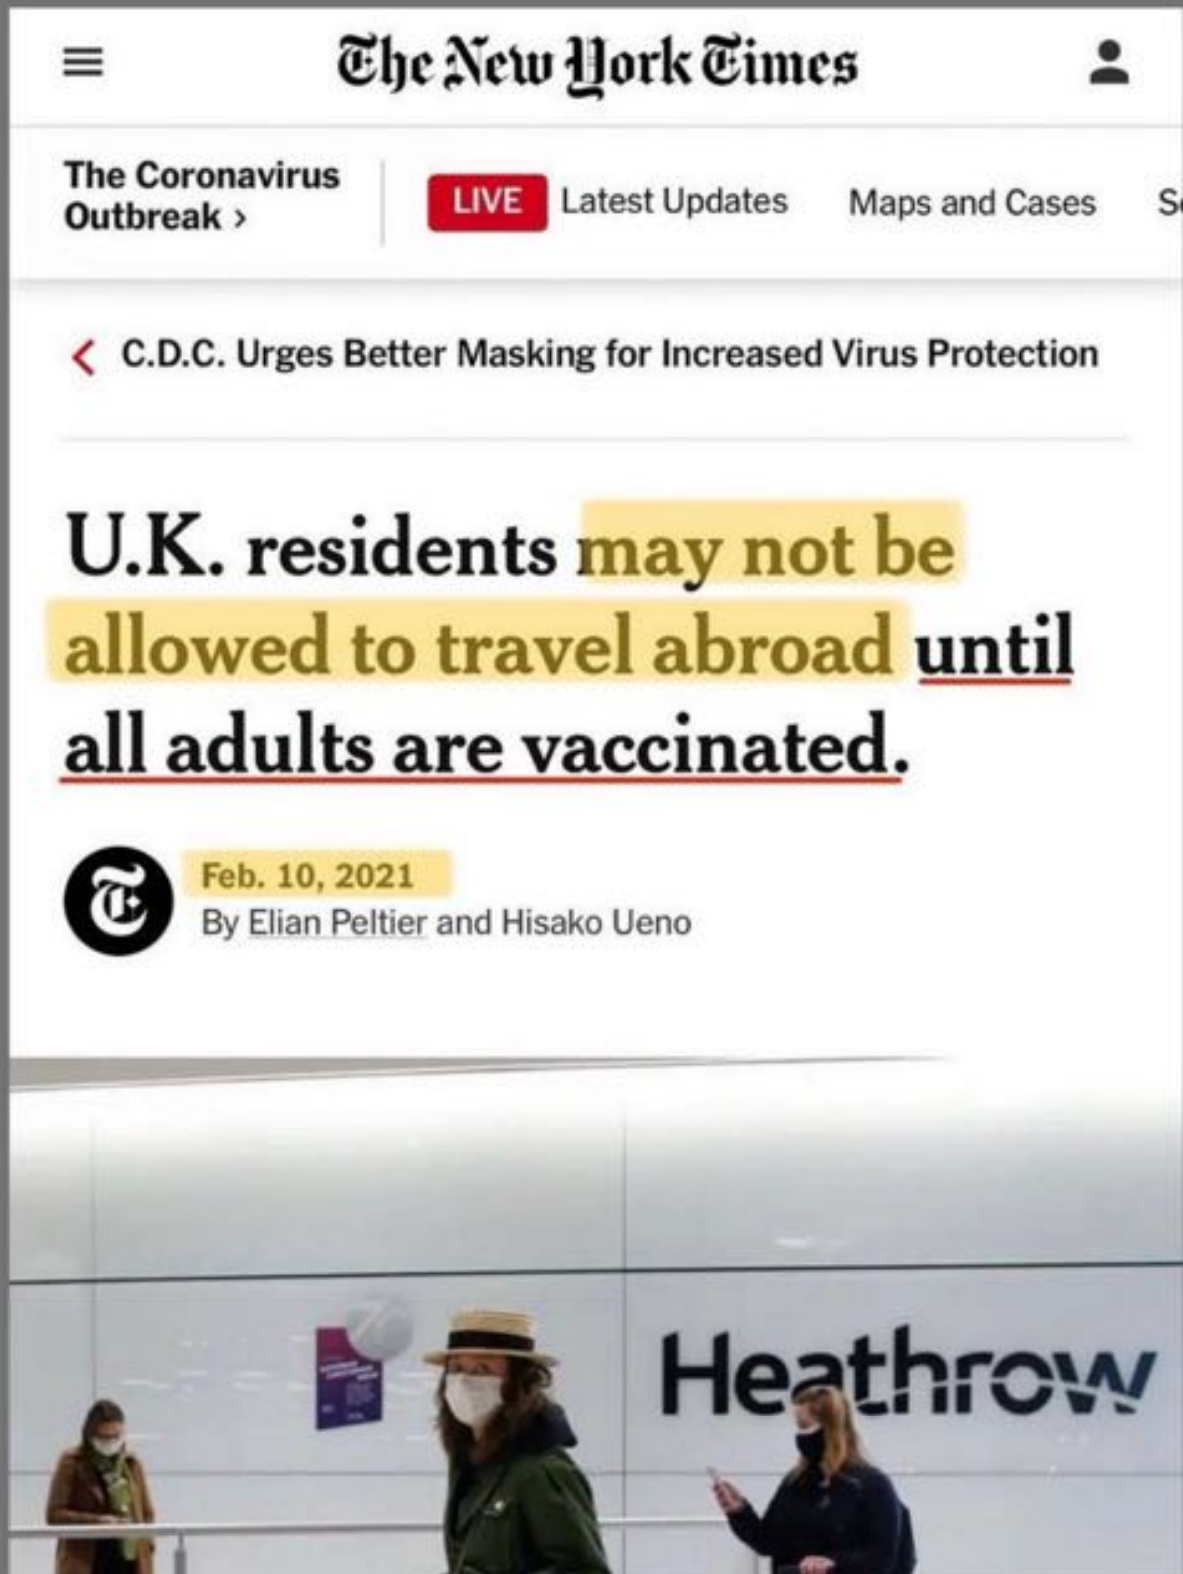 The New York Times
The Coronavirus
Outbreak >
LIVE Latest Updates Maps and Cases
C.D.C. Urges Better Masking for Increased Virus Protection
U.K. residents may not be
allowed to travel abroad until
all adults are vaccinated.
Feb. 10, 2021
By Elian Peltier and Hisako Ueno
Heathrow